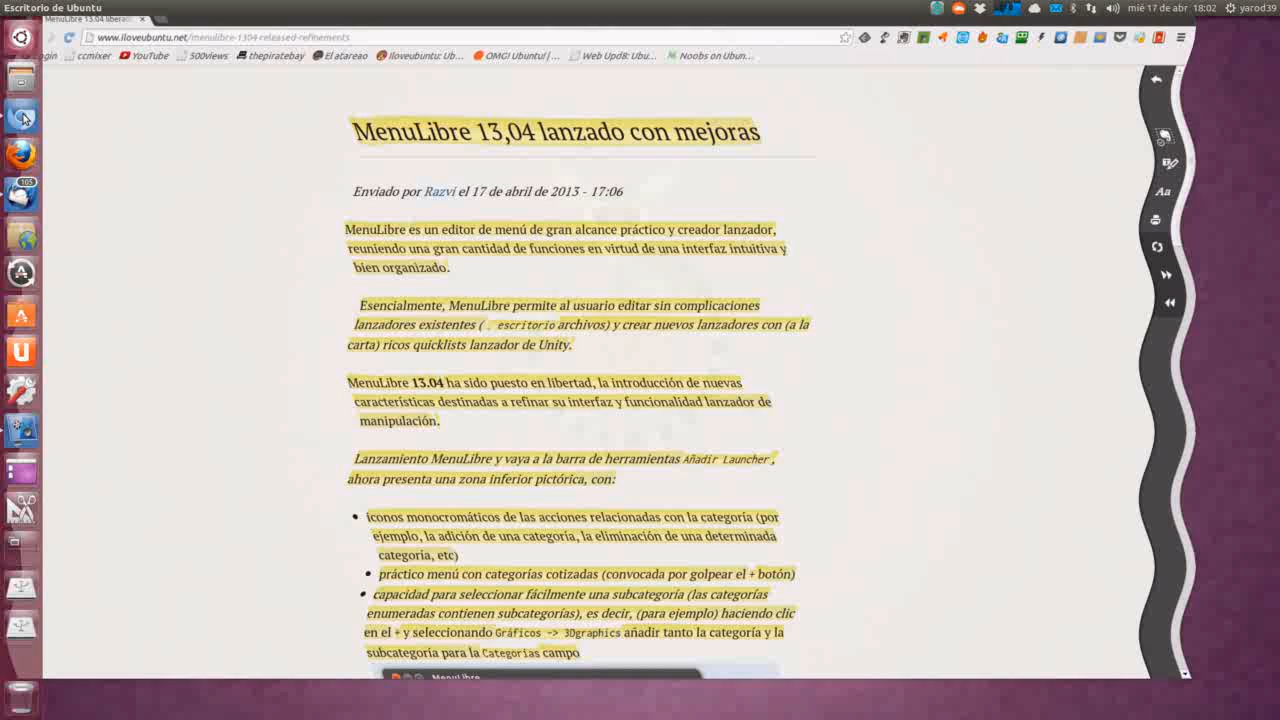 Escritorio de Ubuntu
mié 17 de abr 18:02 yarod39
MenuLibre 13.04 liberad
www.iloveubuntu.net/menulibre-1304-released-refinements
gin ccmixer YouTube 500views thepiratebay El atareao Iloveubuntu: Ub... OMG! Ubuntu! |... Web Upd8: Ubu... Noobs on Ubun...
MenuLibre 13,04 lanzado con mejoras
Enviado por Razvi el 17 de abril de 2013 - 17:06
MenuLibre es un editor de menú de gran alcance práctico y creador lanzador,
reuniendo una gran cantidad de funciones en virtud de una interfaz intuitiva y
bien organizado.
Esencialmente, MenuLibre permite al usuario editar sin complicaciones
lanzadores existentes ( . escritorio archivos) y crear nuevos lanzadores con (a la
carta) ricos quicklists lanzador de Unity.
MenuLibre 13.04 ha sido puesto en libertad, la introducción de nuevas
características destinadas a refinar su interfaz y funcionalidad lanzador de
manipulación.
Lanzamiento MenuLibre y vaya a la barra de herramientas Añadir Launcher ,
ahora presenta una zona inferior pictórica, con:
• iconos monocromáticos de las acciones relacionadas con la categoría (por
ejemplo, la adición de una categoría, la eliminación de una determinada
categoría, etc)
• práctico menú con categorías cotizadas (convocada por golpear el + botón)
• capacidad para seleccionar fácilmente una subcategoría (las categorías
enumeradas contienen subcategorías), es decir, (para ejemplo) haciendo clic
en el + y seleccionando Gráficos -> 3Dgraphics añadir tanto la categoría y la
subcategoría para la Categorías campo
MenuLibre
105
Aa